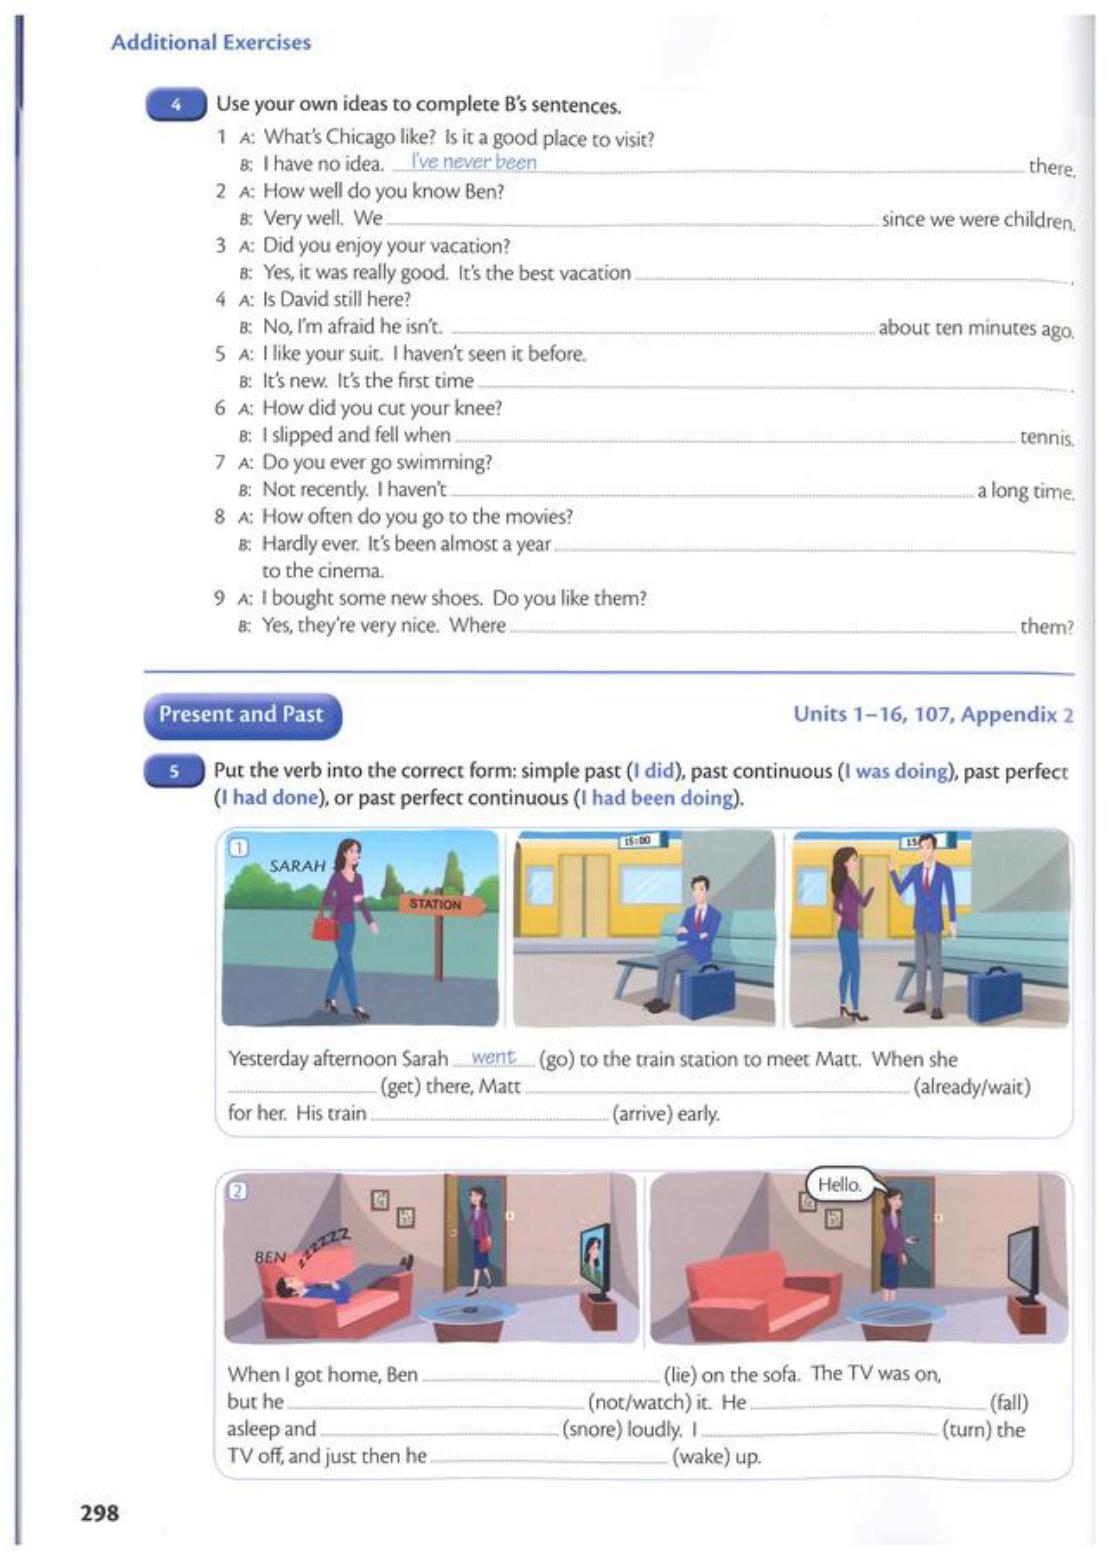 Additional Exercises
4 Use your own ideas to complete B's sentences.
1 A: What's Chicago like? Is it a good place to visit?
B: I have no idea. I've never been there.
2 A: How well do you know Ben?
B: Very well. We since we were children.
3 A: Did you enjoy your vacation?
B: Yes, it was really good. It's the best vacation .
4 A: Is David still here?
B: No, I'm afraid he isn't. about ten minutes ago.
5 A: I like your suit. I haven't seen it before.
B: It's new. It's the first time .
6 A: How did you cut your knee?
B: I slipped and fell when tennis.
7 A: Do you ever go swimming?
B: Not recently. I haven't a long time.
8 A: How often do you go to the movies?
B: Hardly ever. It's been almost a year
to the cinema.
9 A: I bought some new shoes. Do you like them?
B: Yes, they're very nice. Where them?
Present and Past Units 1–16, 107, Appendix 2
5 Put the verb into the correct form: simple past (I did), past continuous (I was doing), past perfect
(I had done), or past perfect continuous (I had been doing).
1
SARAH
STATION
15:00
Yesterday afternoon Sarah went (go) to the train station to meet Matt. When she
(get) there, Matt (already/wait)
for her. His train (arrive) early.
2
BEN
zzzzzzz
Hello.
When I got home, Ben (lie) on the sofa. The TV was on,
but he (not/watch) it. He (fall)
asleep and (snore) loudly. I (turn) the
TV off, and just then he (wake) up.
298